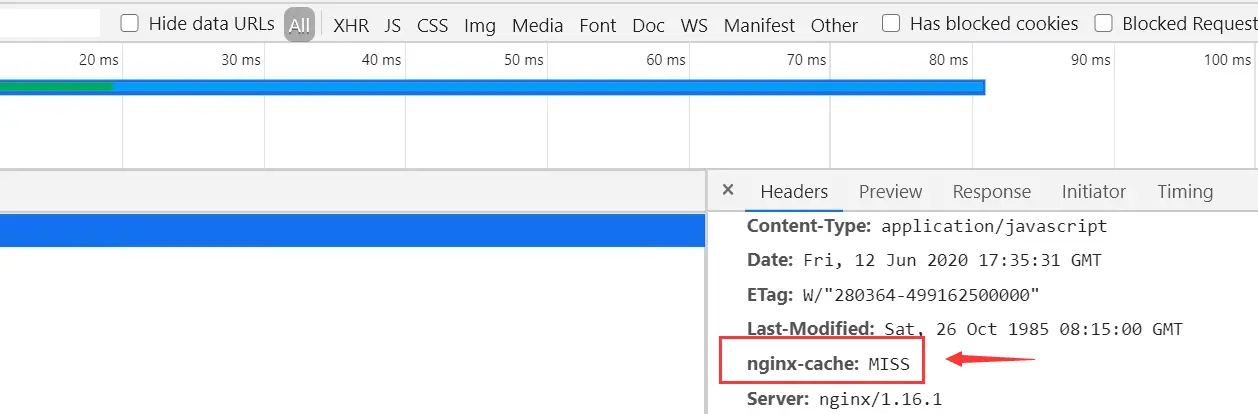 Hide data URLs All XHR JS CSS Img Media Font Doc WS Manifest Other Has blocked cookies Blocked Request
20 ms 30 ms 40 ms 50 ms 60 ms 70 ms 80 ms 90 ms 100 ms
× Headers Preview Response Initiator Timing
Content-Type: application/javascript
Date: Fri, 12 Jun 2020 17:35:31 GMT
ETag: W/"280364-499162500000"
Last-Modified: Sat, 26 Oct 1985 08:15:00 GMT
nginx-cache: MISS
Server: nginx/1.16.1